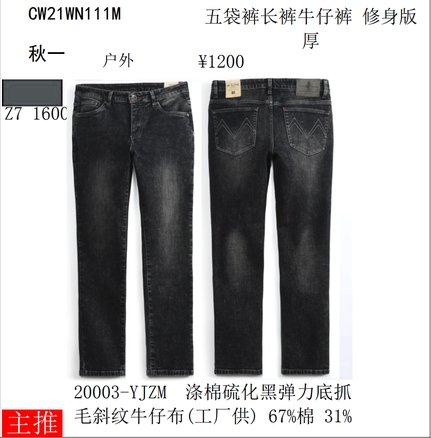 CW21WN111M
五袋裤长裤牛仔裤 修身版
厚
秋一
户外
¥1200
Z7 1600
20003-YJZM 涤棉硫化黑弹力底抓
毛斜纹牛仔布(工厂供) 67%棉 31%
主推